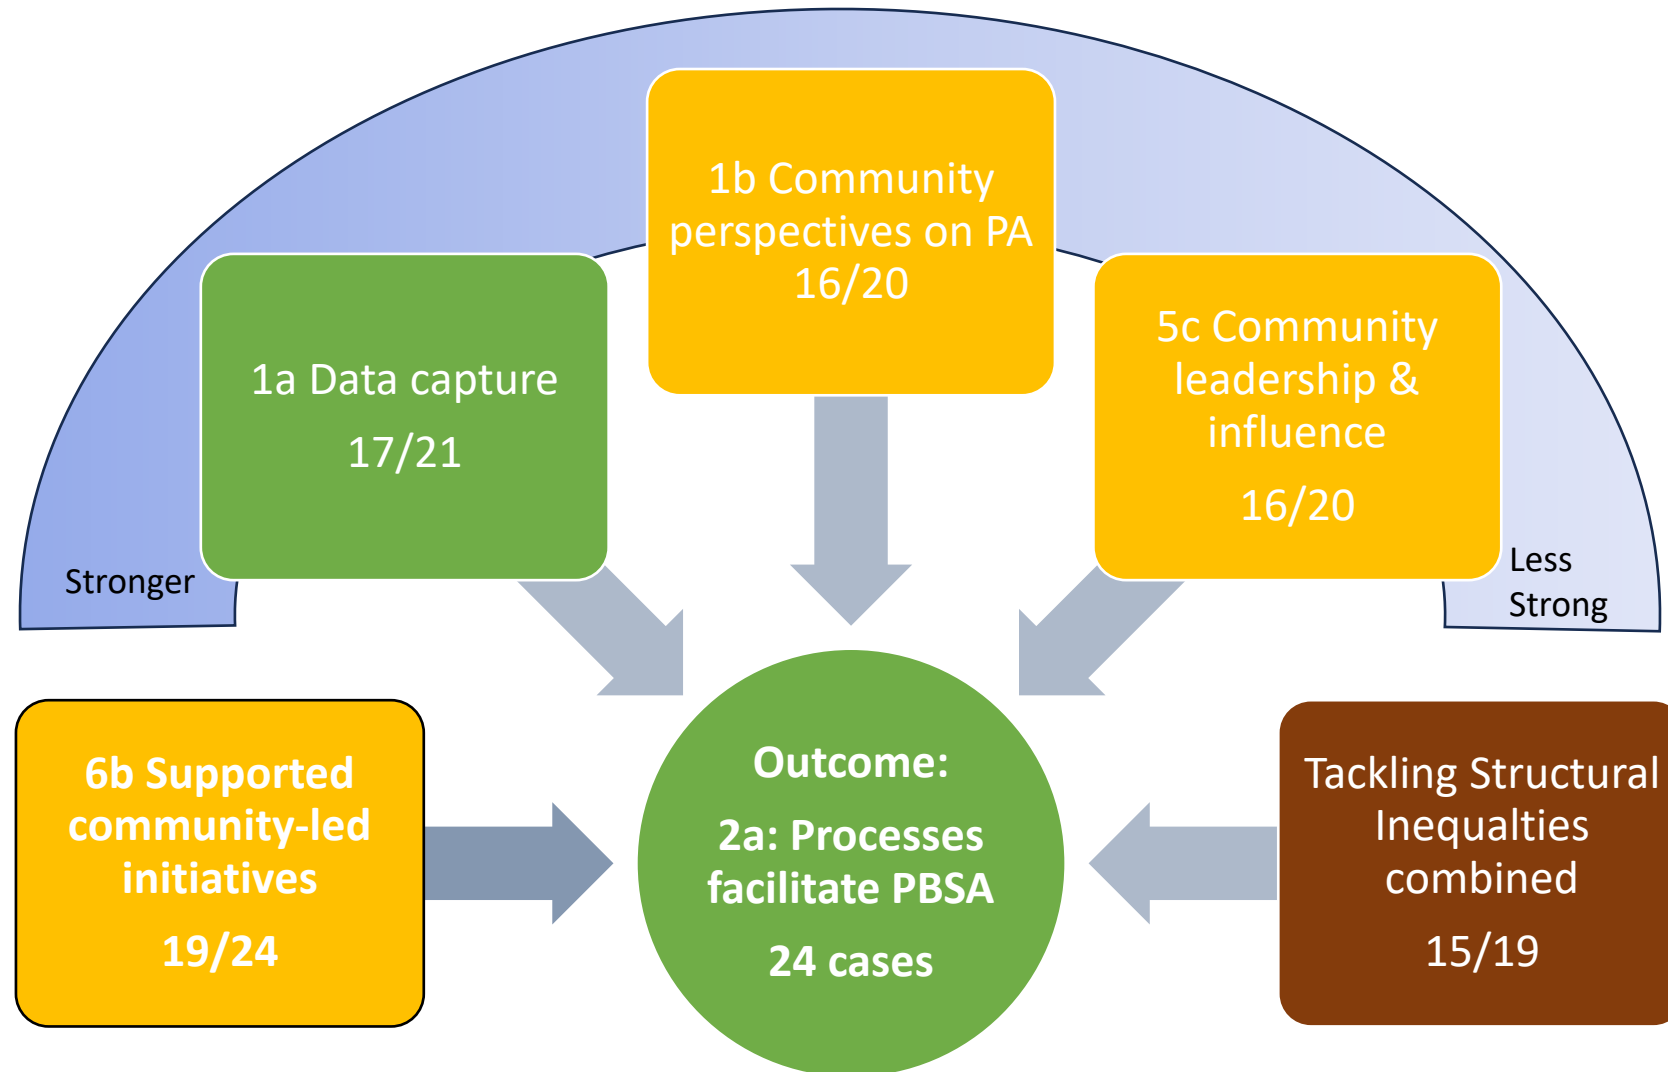 1b Community
perspectives on PA
16/20
1a Data capture
17/21
5c Community
leadership &
influence
16/20
Stronger
Less
Strong
6b Supported
community-led
initiatives
19/24
Outcome:
2a: Processes
facilitate PBSA
24 cases
Tackling Structural
Inequalties
combined
15/19